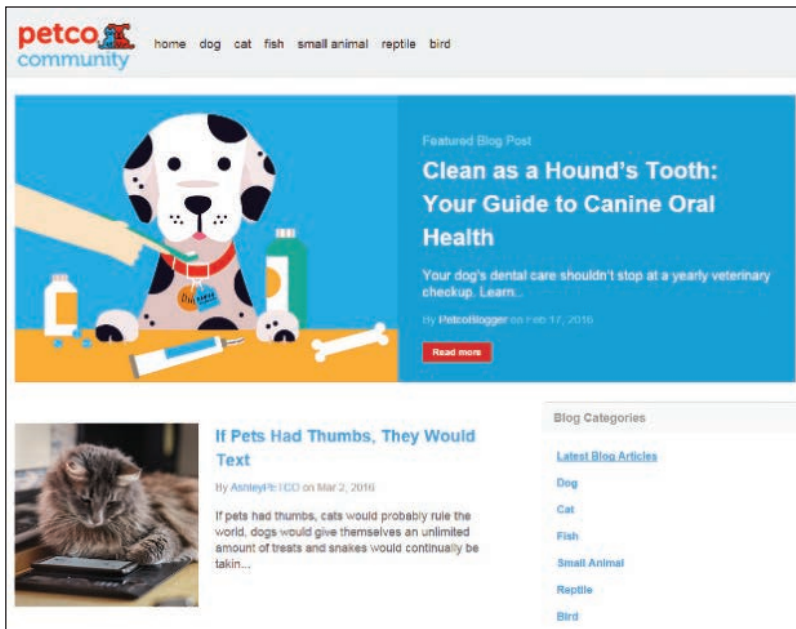 petco
community
home dog cat fish small animal reptile bird
Featured Blog Post
Clean as a Hound's Tooth:
Your Guide to Canine Oral
Health
Your dog's dental care shouldn't stop at a yearly veterinary
checkup. Learn...
By PetcoBlogger on Feb 17, 2016
Read more
If Pets Had Thumbs, They Would
Text
By AshleyPETCO on Mar 2, 2016
If pets had thumbs, cats would probably rule the
world, dogs would give themselves an unlimited
amount of treats and snakes would continually be
takin...
Blog Categories
Latest Blog Articles
Dog
Cat
Fish
Small Animal
Reptile
Bird